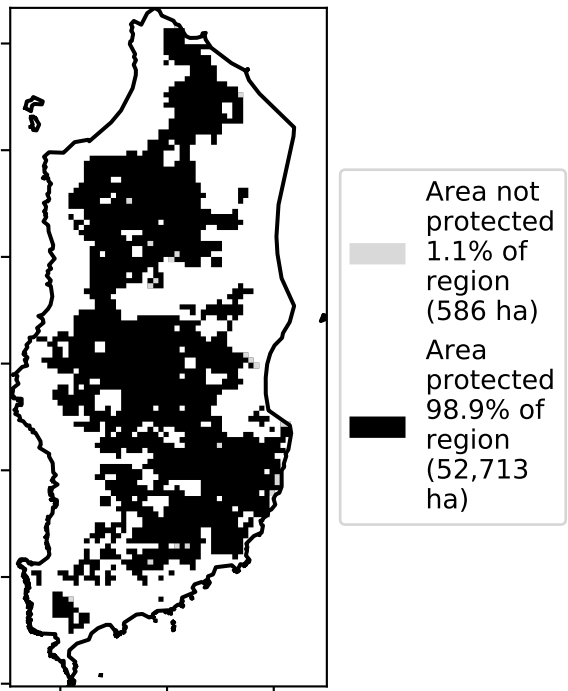 Area not
protected
1.1% of
region
(586 ha)
Area
protected
98.9% of
region
(52,713
ha)